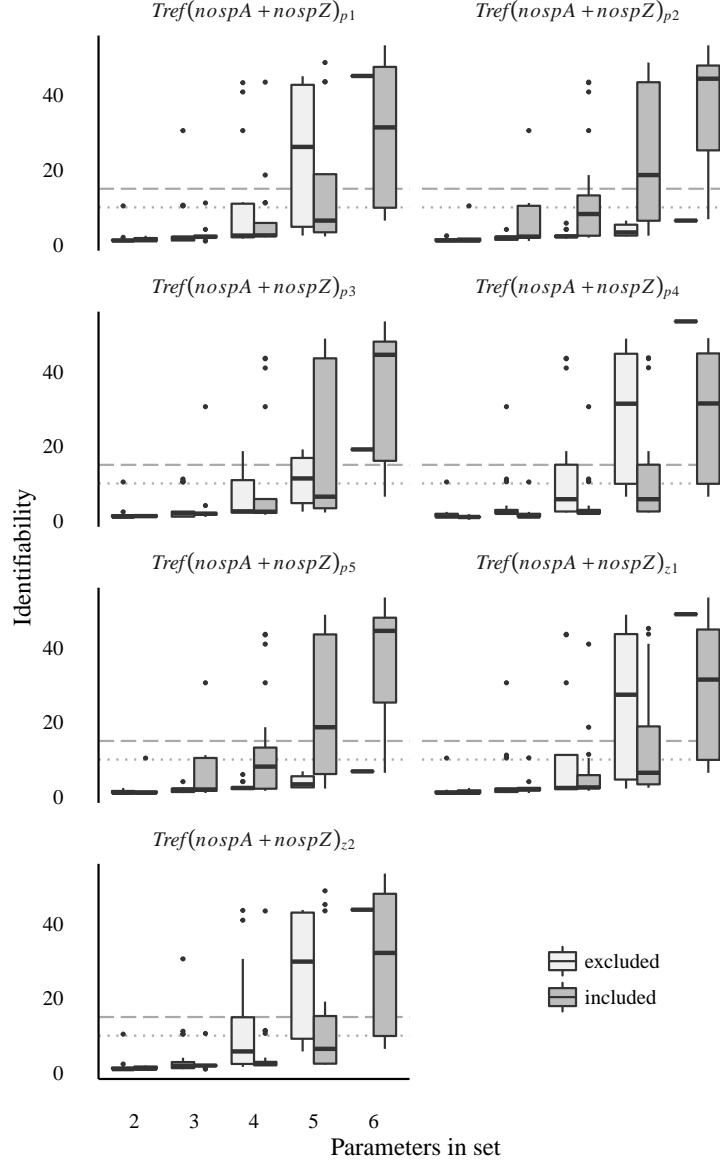 Tref(nospA + nospZ)p1
Tref(nospA + nospZ)p2
40
20
0
Tref(nospA + nospZ)p3
Tref(nospA + nospZ)p4
40
20
0
Tref(nospA + nospZ)p5
Tref(nospA + nospZ)z1
40
20
0
Tref(nospA + nospZ)z2
40
20
0
Identifiability
excluded
included
2 3 4 5 6
Parameters in set